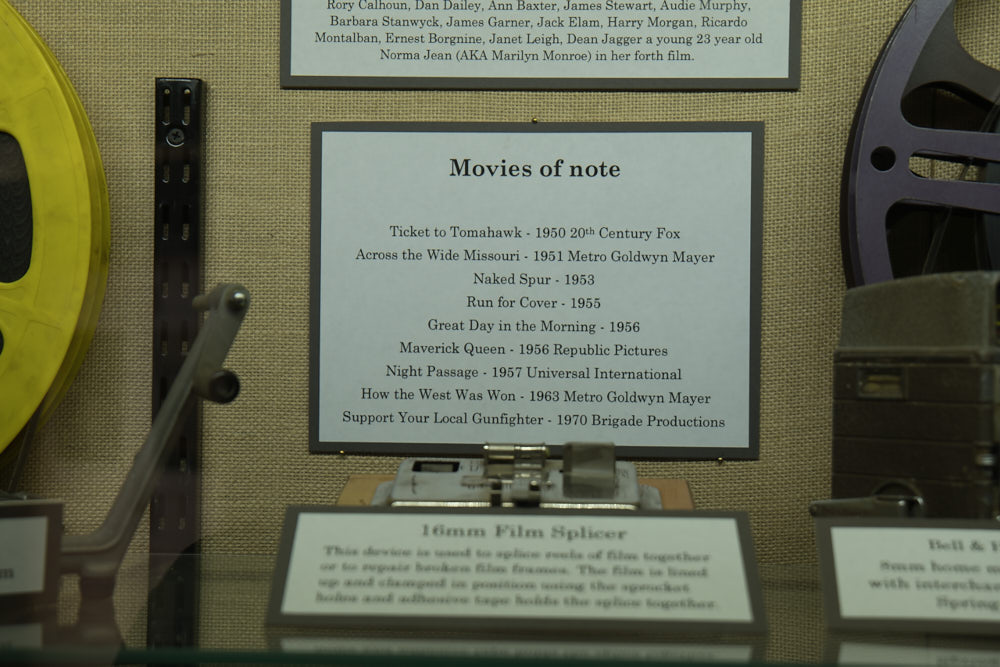 Rory Calhoun, Dan Dailey, Ann Baxter, James Stewart, Audie Murphy,
Barbara Stanwyck, James Garner, Jack Elam, Harry Morgan, Ricardo
Montalban, Ernest Borgnine, Janet Leigh, Dean Jagger a young 23 year old
Norma Jean (AKA Marilyn Monroe) in her forth film.
Movies of note
Ticket to Tomahawk - 1950 20th Century Fox
Across the Wide Missouri - 1951 Metro Goldwyn Mayer
Naked Spur - 1953
Run for Cover - 1955
Great Day in the Morning - 1956
Maverick Queen - 1956 Republic Pictures
Night Passage - 1957 Universal International
How the West Was Won - 1963 Metro Goldwyn Mayer
Support Your Local Gunfighter - 1970 Brigade Productions
16mm Film Splicer
This device is used to splice reels of film together
or to repair broken film frames. The film is lined
up and clamped in position using the sprocket
holes and adhesive tape holds the splice together.
Bell &
8mm home
with
Spring